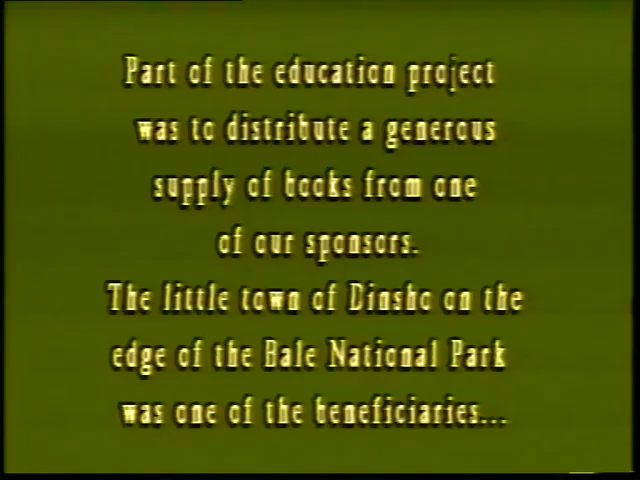 Part of the education project
was to distribute a generous
supply of books from one
of our sponsors.
The little town of Dinsho on the
edge of the Bale National Park
was one of the beneficiaries...